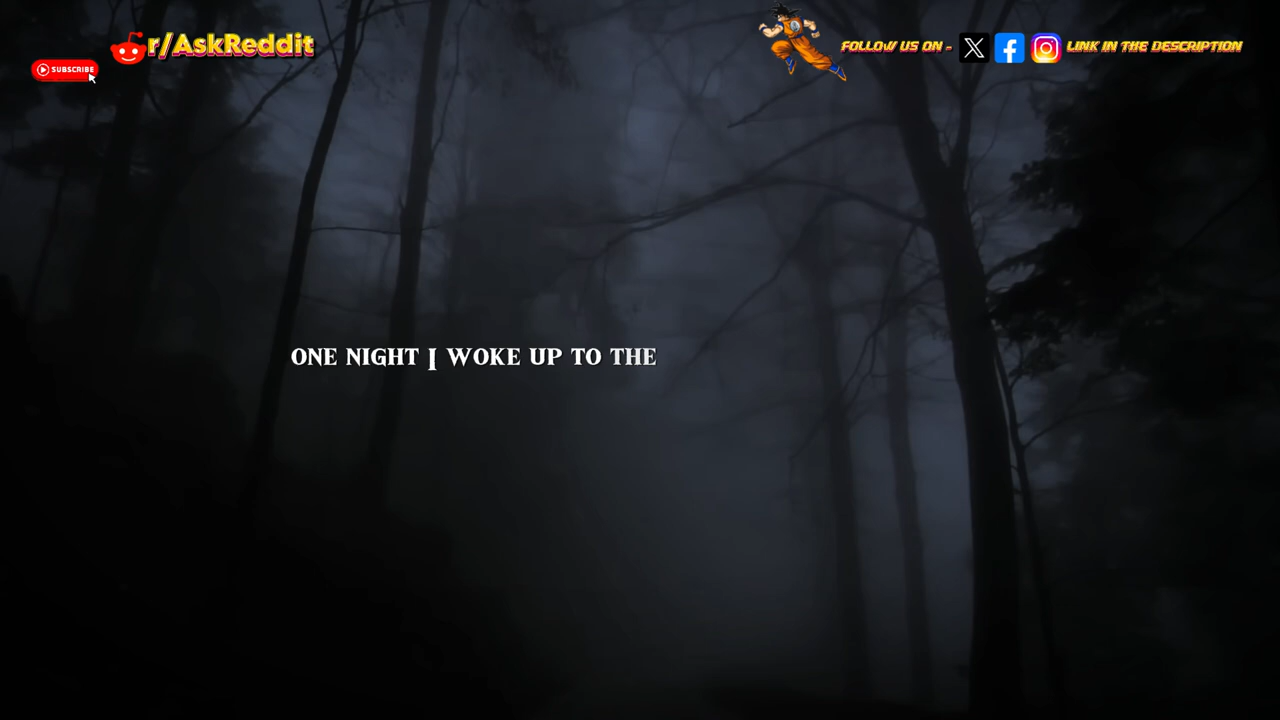 r/AskReddit
SUBSCRIBE
FOLLOW US ON -
LINK IN THE DESCRIPTION
ONE NIGHT I WOKE UP TO THE